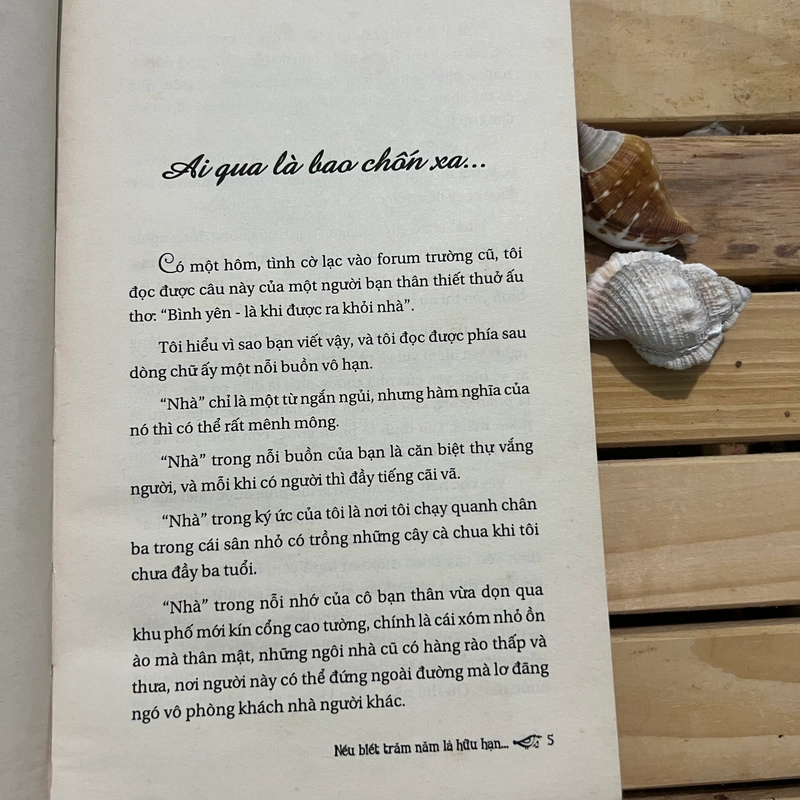 Ai qua là bao chốn xa...
Có một hôm, tình cờ lạc vào forum trường cũ, tôi
đọc được câu này của một người bạn thân thiết thuở ấu
thơ: “Bình yên - là khi được ra khỏi nhà”.
Tôi hiểu vì sao bạn viết vậy, và tôi đọc được phía sau
dòng chữ ấy một nỗi buồn vô hạn.
“Nhà” chỉ là một từ ngắn ngủi, nhưng hàm nghĩa của
nó thì có thể rất mênh mông.
“Nhà” trong nỗi buồn của bạn là căn biệt thự vắng
người, và mỗi khi có người thì đầy tiếng cãi vã.
“Nhà” trong ký ức của tôi là nơi tôi chạy quanh chân
ba trong cái sân nhỏ có trồng những cây cà chua khi tôi
chưa đầy ba tuổi.
“Nhà” trong nỗi nhớ của cô bạn thân vừa dọn qua
khu phố mới kín cổng cao tường, chính là cái xóm nhỏ ồn
ào mà thân mật, những ngôi nhà cũ có hàng rào thấp và
thưa, nơi người này có thể đứng ngoài đường mà lơ đãng
ngó vô phòng khách nhà người khác.
Nếu biết trăm năm là hữu hạn... 5